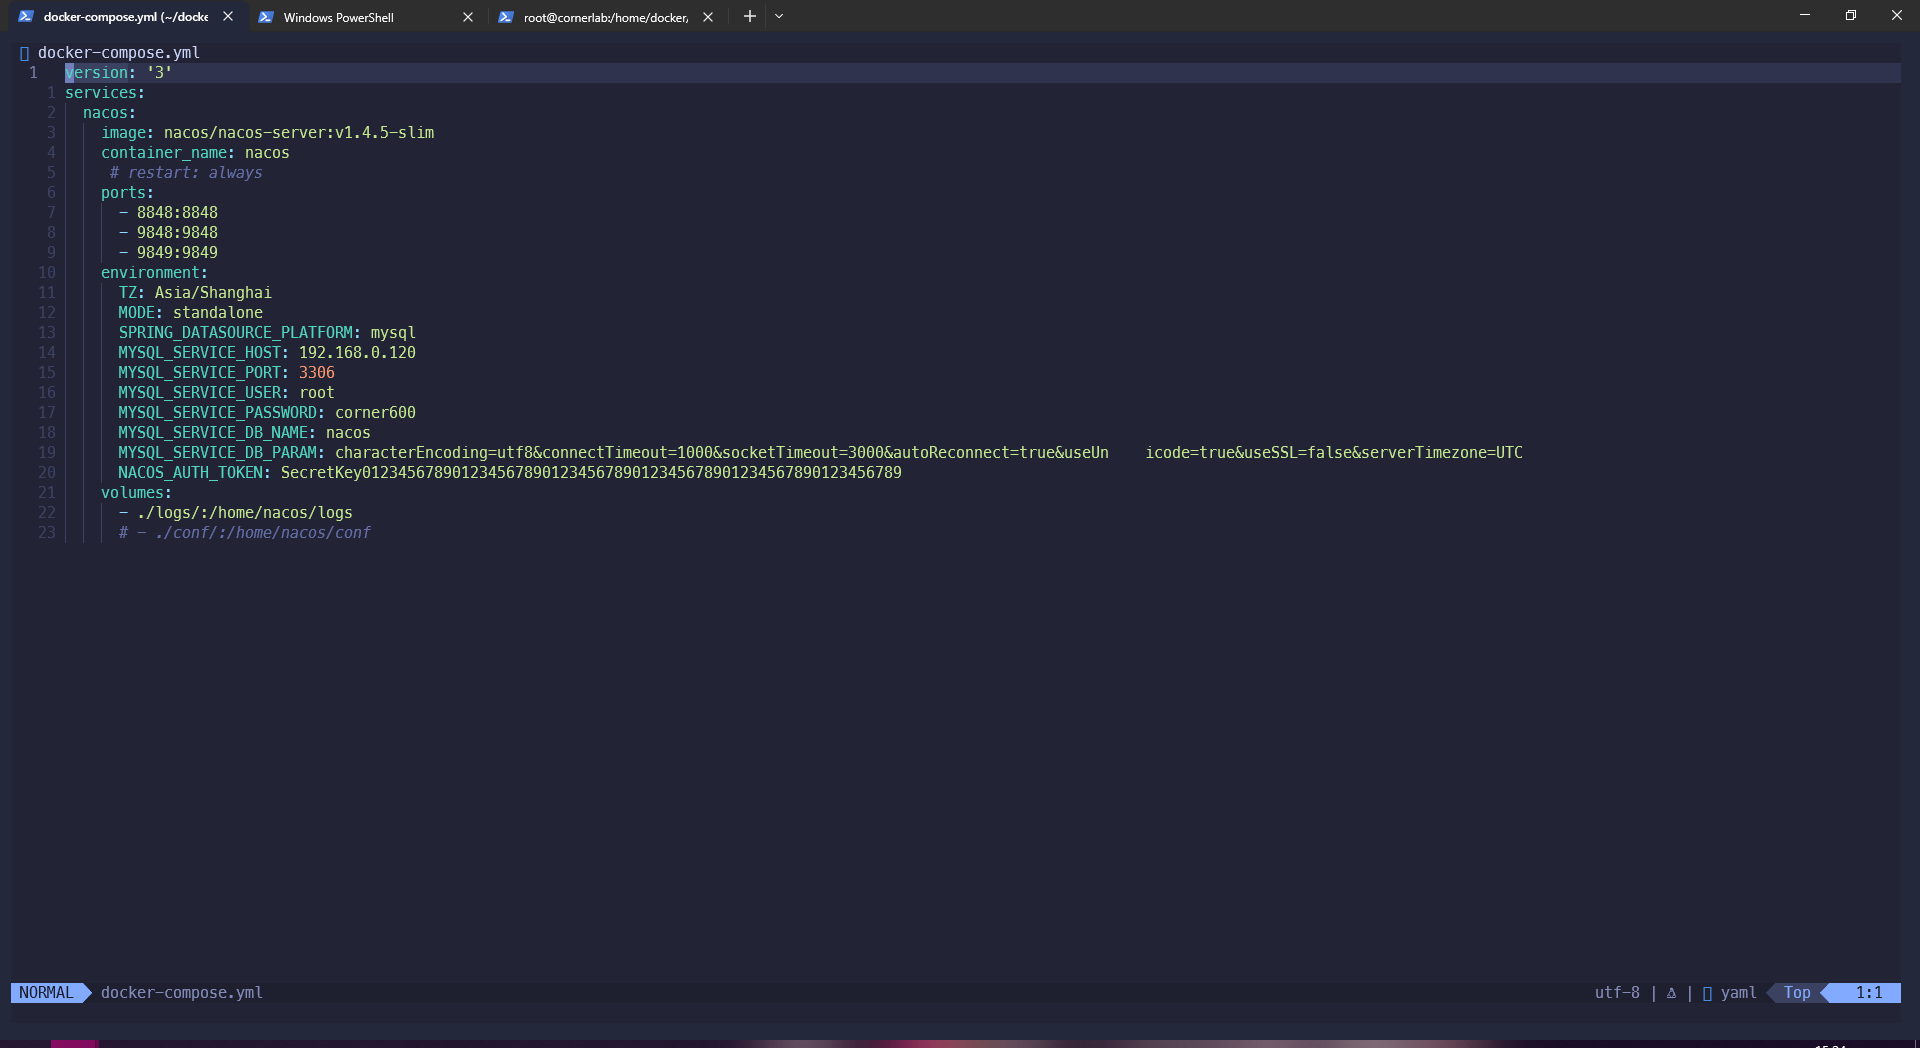 docker-compose.yml (~/docke
Windows PowerShell
root@cornerlab:/home/docker/
docker-compose.yml
1 version: '3'
1 services:
2 nacos:
3 image: nacos/nacos-server:v1.4.5-slim
4 container_name: nacos
5 # restart: always
6 ports:
7 - 8848:8848
8 - 9848:9848
9 - 9849:9849
10 environment:
11 TZ: Asia/Shanghai
12 MODE: standalone
13 SPRING_DATASOURCE_PLATFORM: mysql
14 MYSQL_SERVICE_HOST: 192.168.0.120
15 MYSQL_SERVICE_PORT: 3306
16 MYSQL_SERVICE_USER: root
17 MYSQL_SERVICE_PASSWORD: corner600
18 MYSQL_SERVICE_DB_NAME: nacos
19 MYSQL_SERVICE_DB_PARAM: characterEncoding=utf8&connectTimeout=1000&socketTimeout=3000&autoReconnect=true&useUn    icode=true&useSSL=false&serverTimezone=UTC
20 NACOS_AUTH_TOKEN: SecretKey012345678901234567890123456789012345678901234567890123456789
21 volumes:
22 - ./logs/:/home/nacos/logs
23 # - ./conf/:/home/nacos/conf
NORMAL docker-compose.yml utf-8 | | yaml Top 1:1